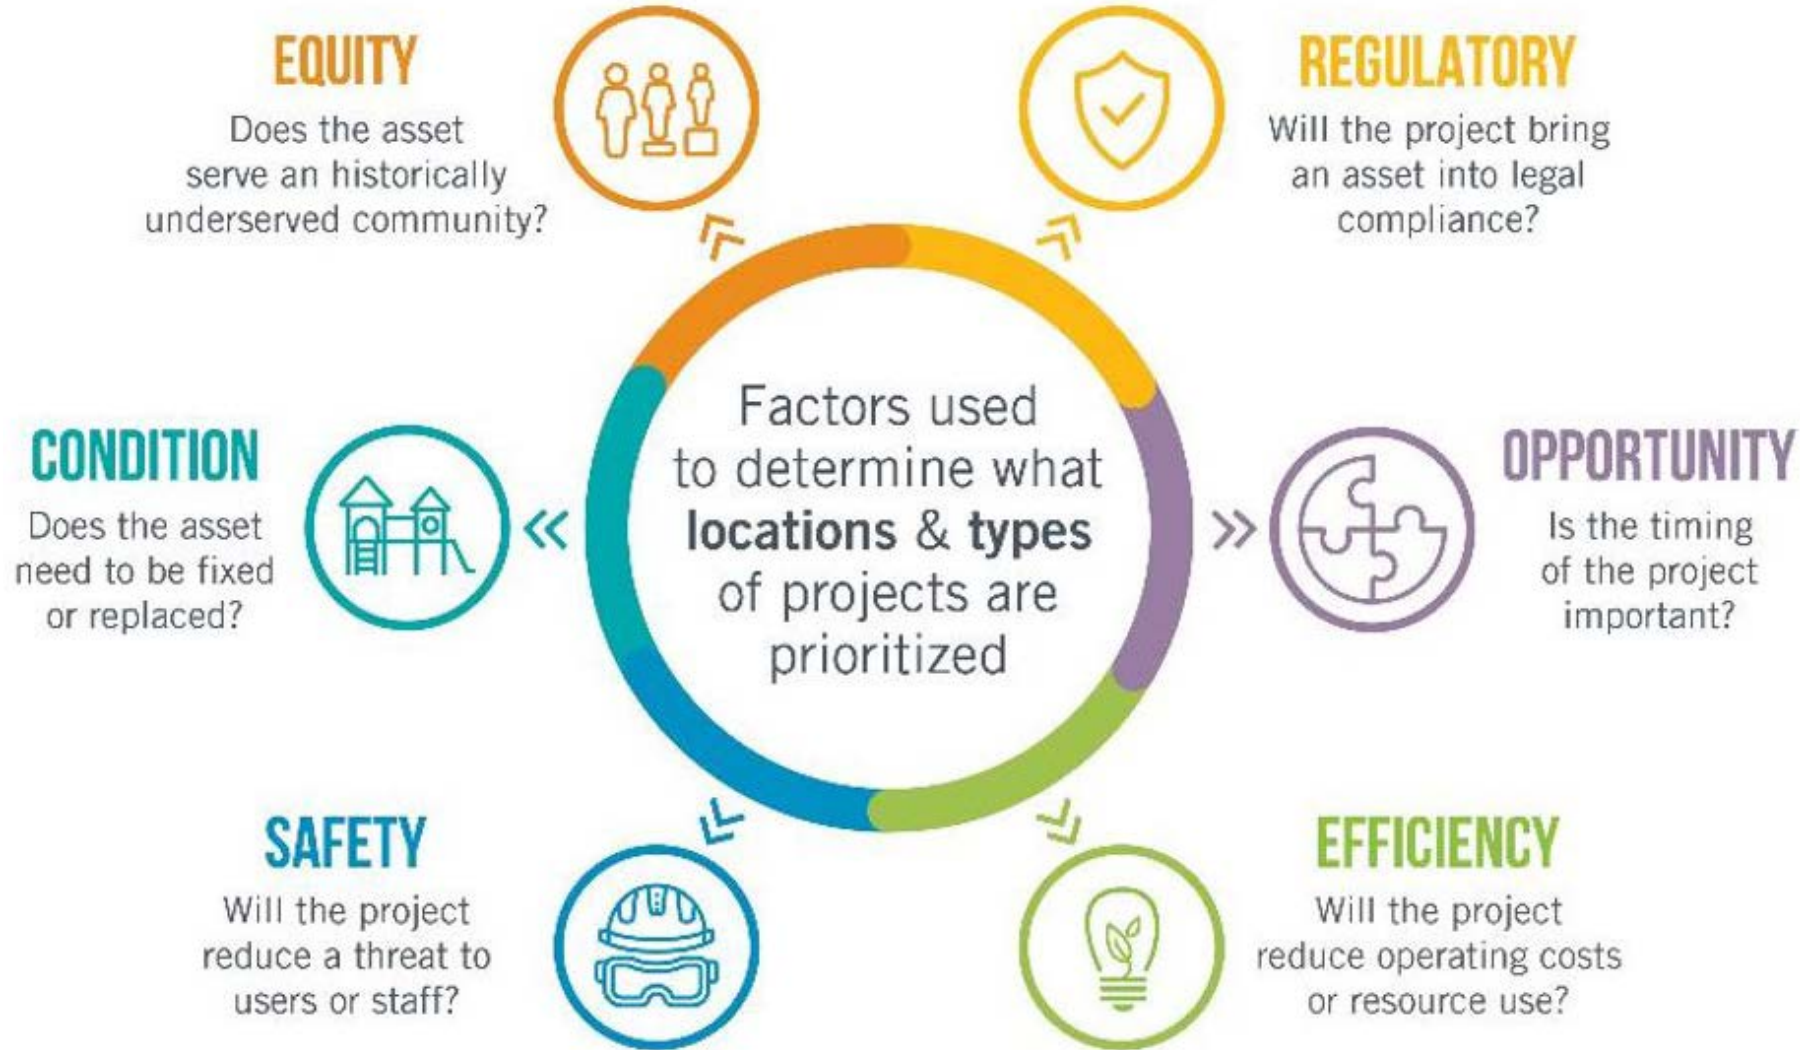 EQUITY
Does the asset
serve an historically
underserved community?
REGULATORY
Will the project bring
an asset into legal
compliance?
CONDITION
Does the asset
need to be fixed
or replaced?
Factors used
to determine what
locations & types
of projects are
prioritized
OPPORTUNITY
Is the timing
of the project
important?
SAFETY
Will the project
reduce a threat to
users or staff?
EFFICIENCY
Will the project
reduce operating costs
or resource use?